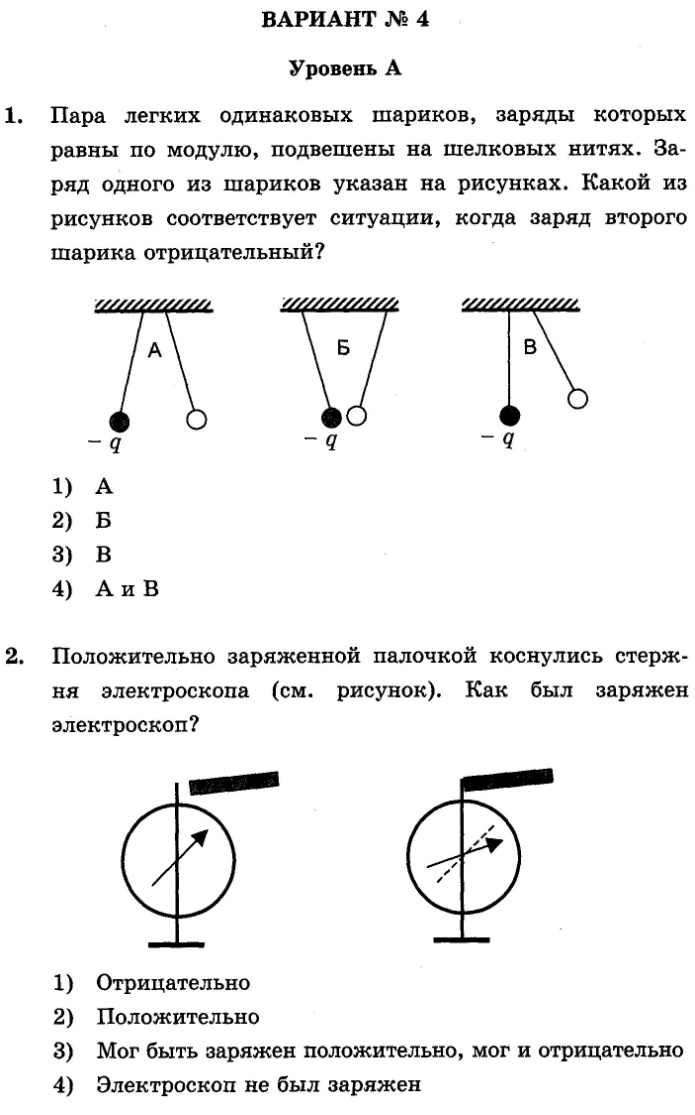 ВАРИАНТ № 4
Уровень А
1. Пара легких одинаковых шариков, заряды которых
равны по модулю, подвешены на шелковых нитях. За-
ряд одного из шариков указан на рисунках. Какой из
рисунков соответствует ситуации, когда заряд второго
шарика отрицательный?
А Б В
– q – q – q
1) А
2) Б
3) В
4) А и В
2. Положительно заряженной палочкой коснулись стерж-
ня электроскопа (см. рисунок). Как был заряжен
электроскоп?
1) Отрицательно
2) Положительно
3) Мог быть заряжен положительно, мог и отрицательно
4) Электроскоп не был заряжен